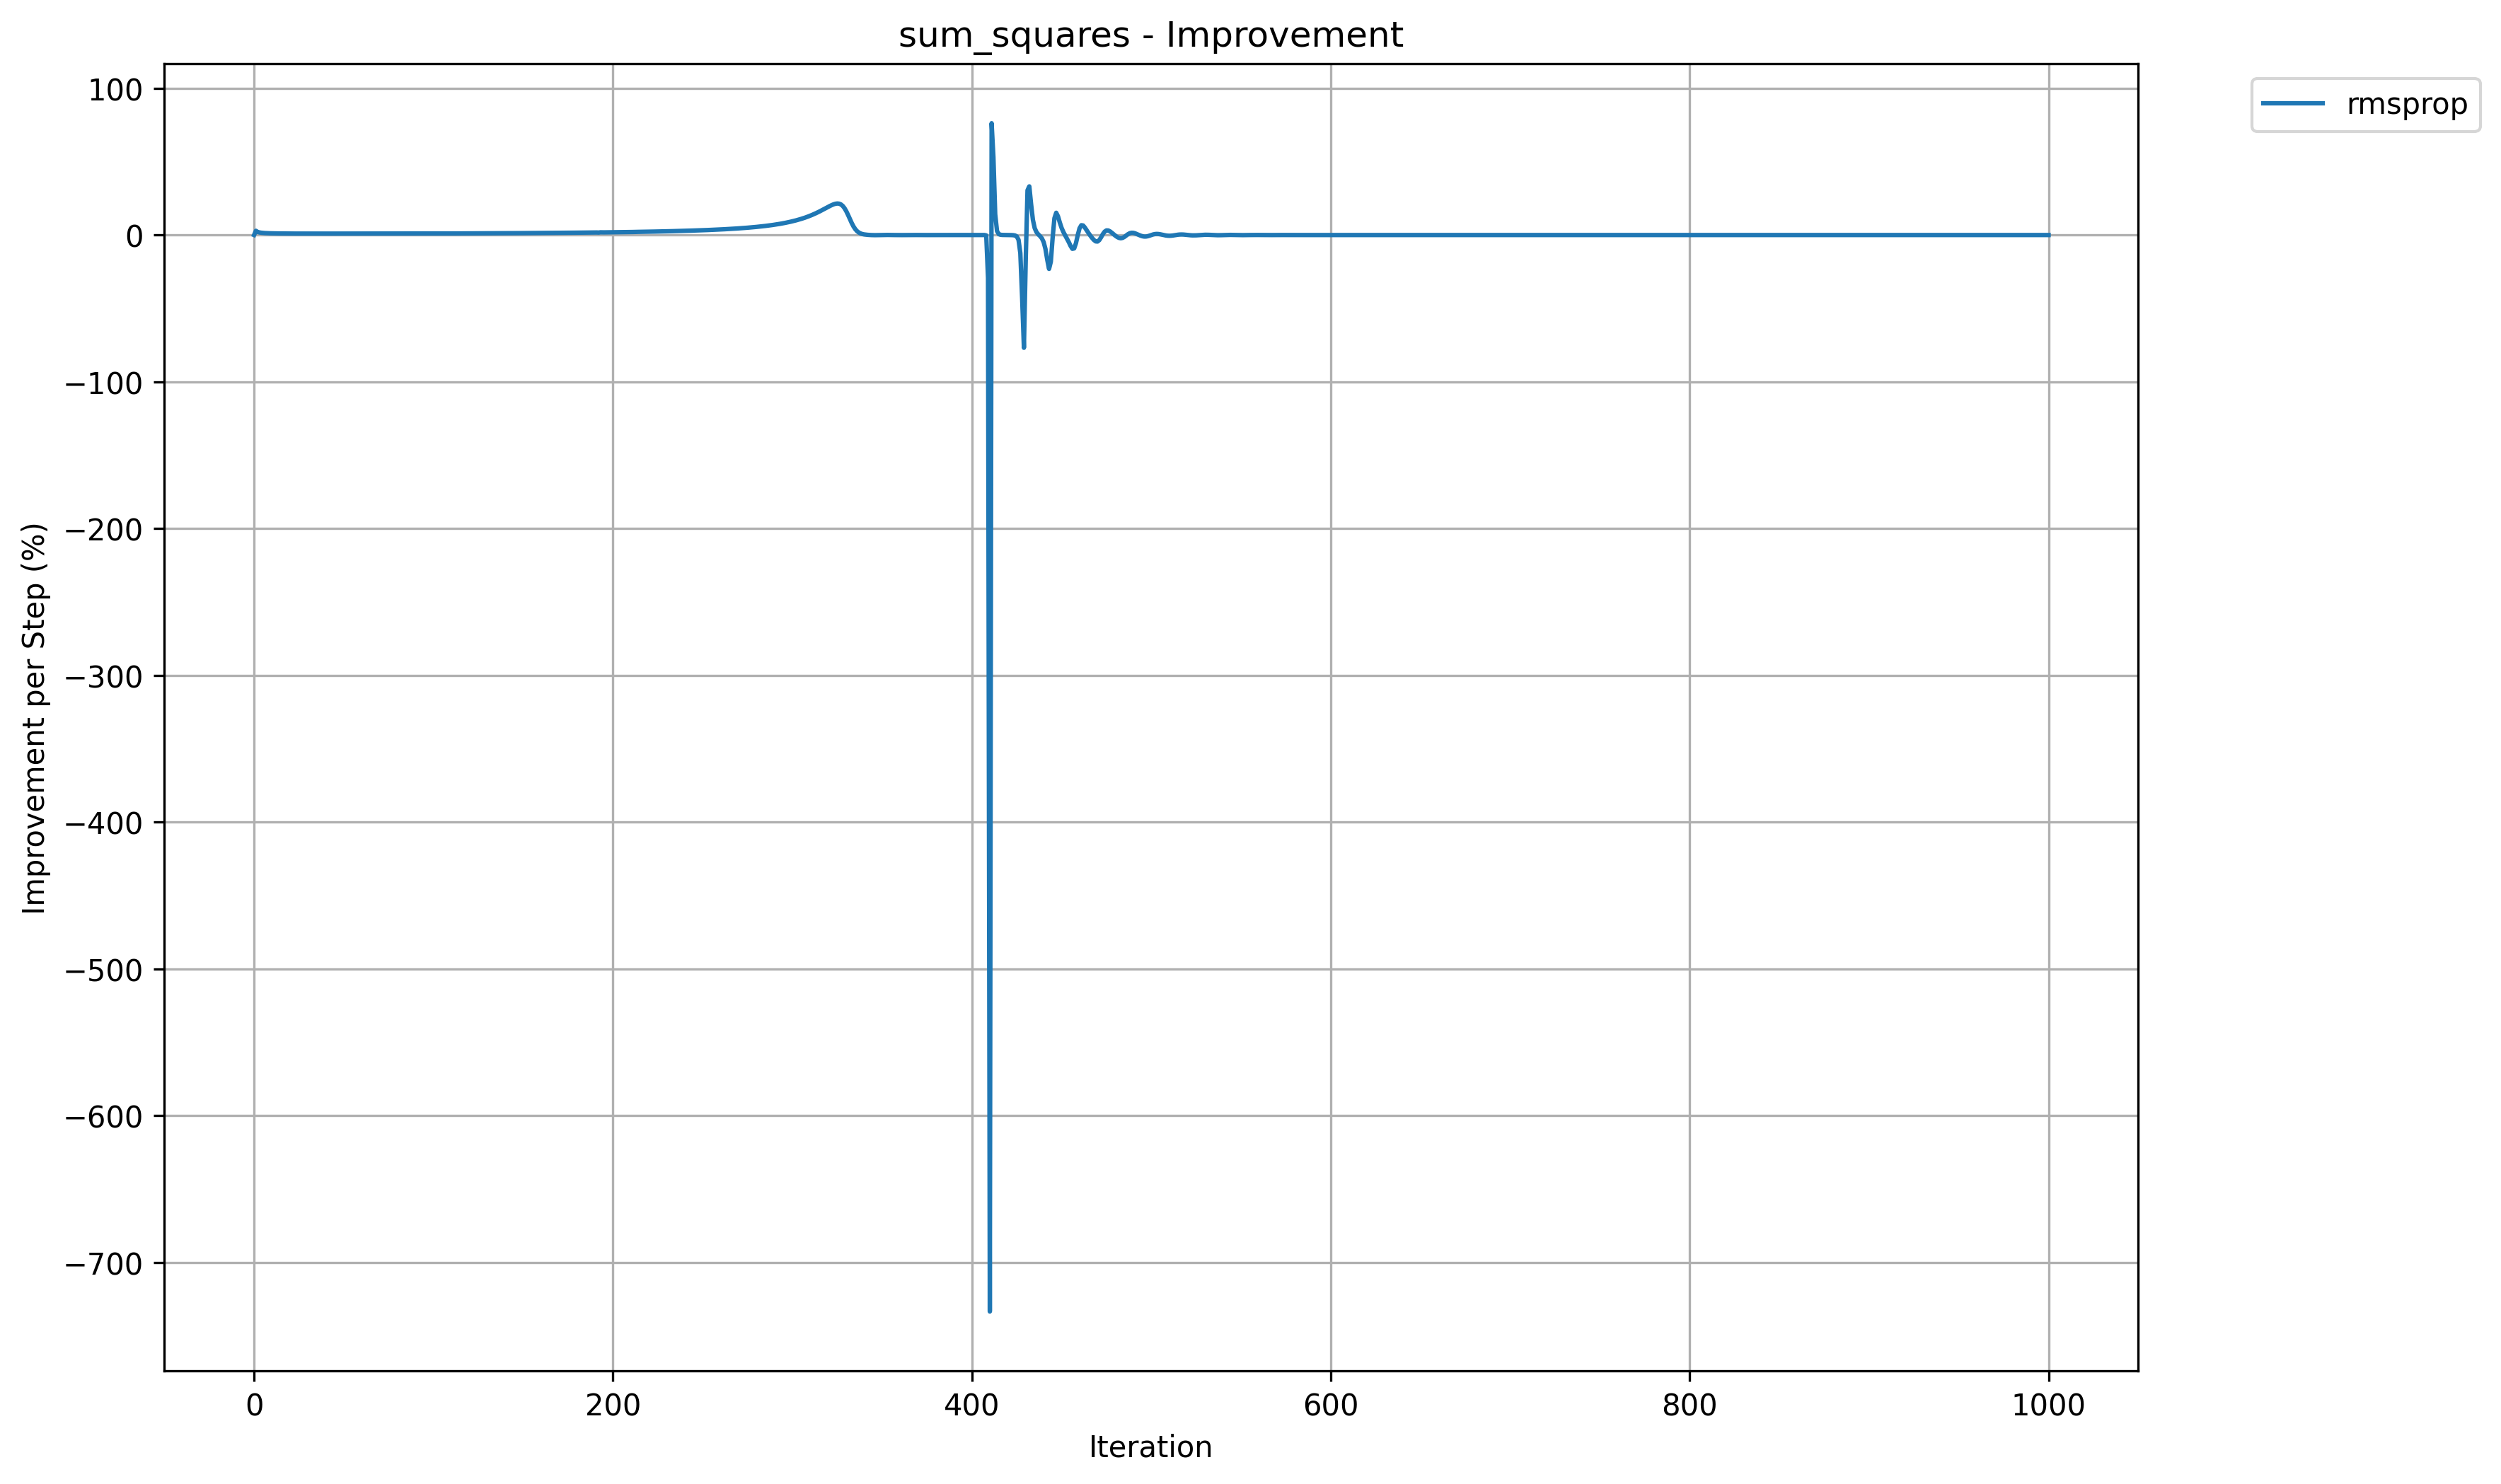 sum_squares - Improvement
rmsprop
Improvement per Step (%)
100
0
−100
−200
−300
−400
−500
−600
−700
0 200 400 600 800 1000
Iteration